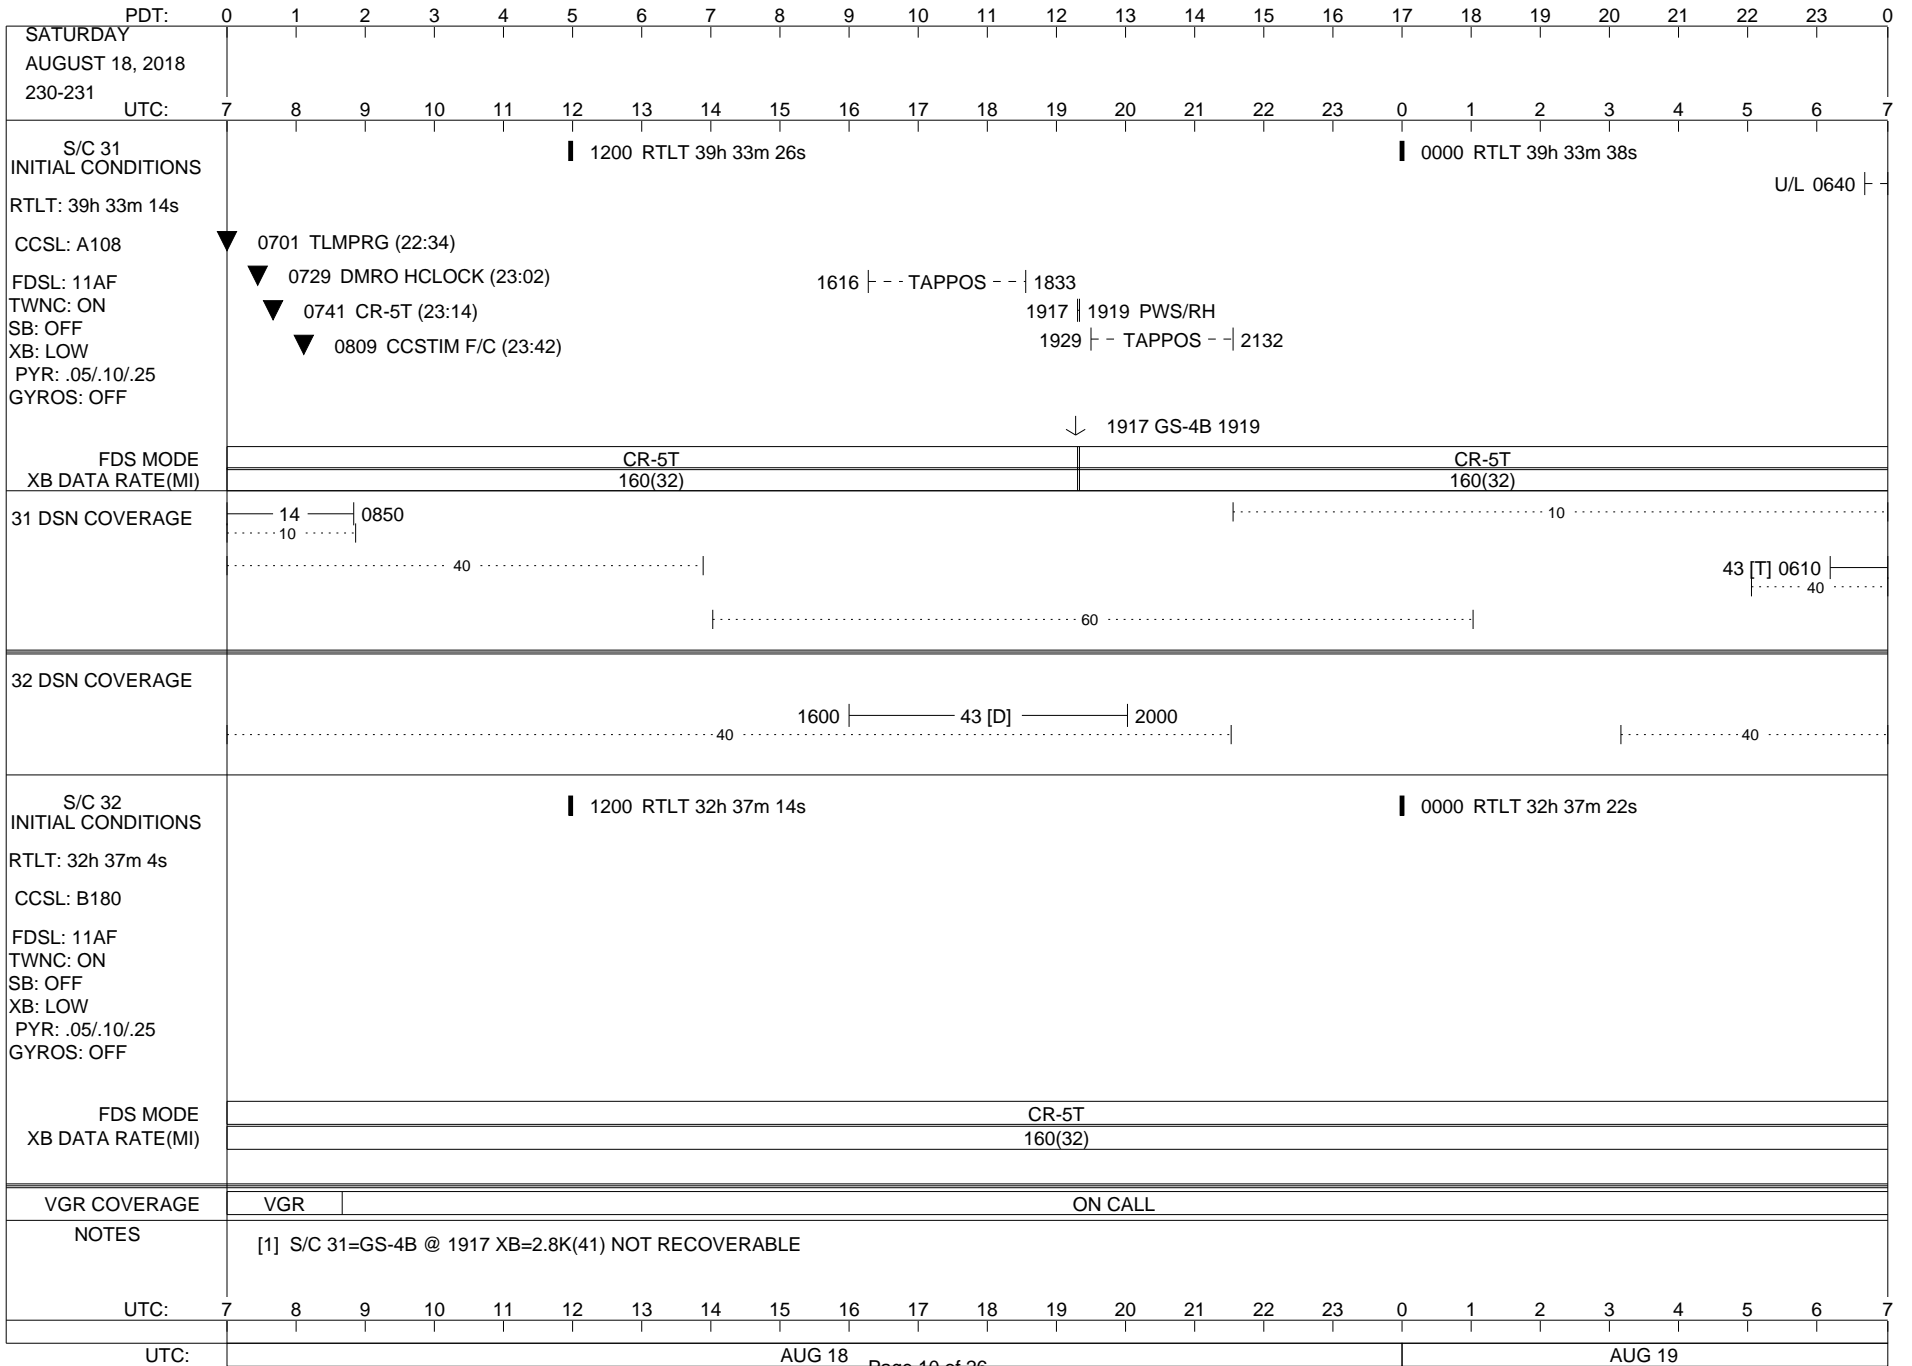 PDT: 0 1 2 3 4 5 6 7 8 9 10 11 12 13 14 15 16 17 18 19 20 21 22 23 0
SATURDAY
AUGUST 18, 2018
230-231
UTC: 7 8 9 10 11 12 13 14 15 16 17 18 19 20 21 22 23 0 1 2 3 4 5 6 7
S/C 31
INITIAL CONDITIONS
1200 RTLT 39h 33m 26s
0000 RTLT 39h 33m 38s
U/L 0640
RTLT: 39h 33m 14s
CCSL: A108
0701 TLMPRG (22:34)
0729 DMRO HCLOCK (23:02)
FDSL: 11AF
1616 TAPPOS 1833
TWNC: ON
0741 CR-5T (23:14)
1917 1919 PWS/RH
SB: OFF
1929 TAPPOS 2132
XB: LOW
0809 CCSTIM F/C (23:42)
PYR: .05/.10/.25
GYROS: OFF
1917 GS-4B 1919
FDS MODE CR-5T CR-5T
XB DATA RATE(MI) 160(32) 160(32)
31 DSN COVERAGE
14 0850
10
10
40
43 [T] 0610
40
60
32 DSN COVERAGE
1600 43 [D] 2000
40
40
S/C 32
INITIAL CONDITIONS
1200 RTLT 32h 37m 14s
0000 RTLT 32h 37m 22s
RTLT: 32h 37m 4s
CCSL: B180
FDSL: 11AF
TWNC: ON
SB: OFF
XB: LOW
PYR: .05/.10/.25
GYROS: OFF
FDS MODE CR-5T
XB DATA RATE(MI) 160(32)
VGR COVERAGE VGR ON CALL
NOTES
[1] S/C 31=GS-4B @ 1917 XB=2.8K(41) NOT RECOVERABLE
UTC: 7 8 9 10 11 12 13 14 15 16 17 18 19 20 21 22 23 0 1 2 3 4 5 6 7
UTC: AUG 18 AUG 19
Page 10 of 26